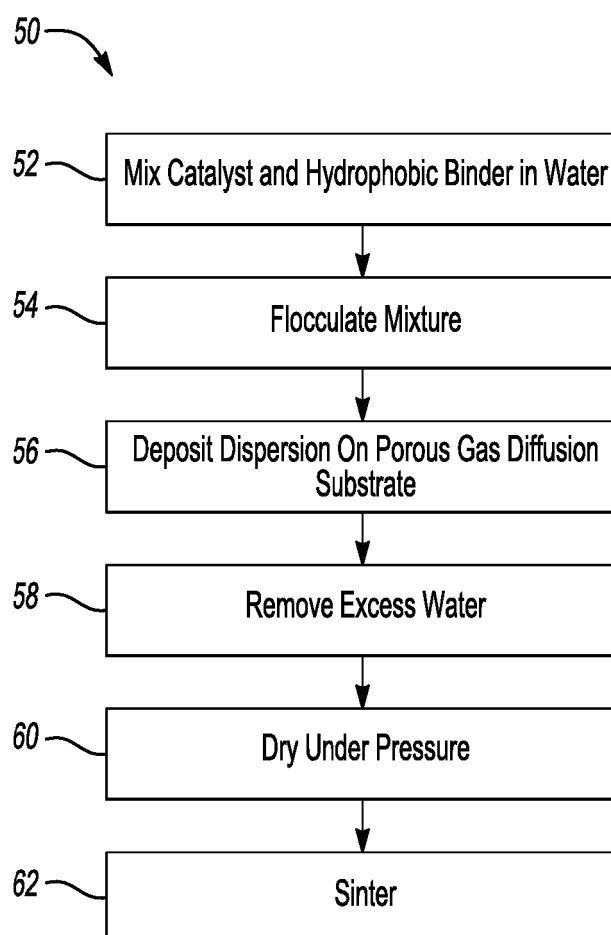 50
52
Mix Catalyst and Hydrophobic Binder in Water
54
Flocculate Mixture
56
Deposit Dispersion On Porous Gas Diffusion
Substrate
58
Remove Excess Water
60
Dry Under Pressure
62
Sinter